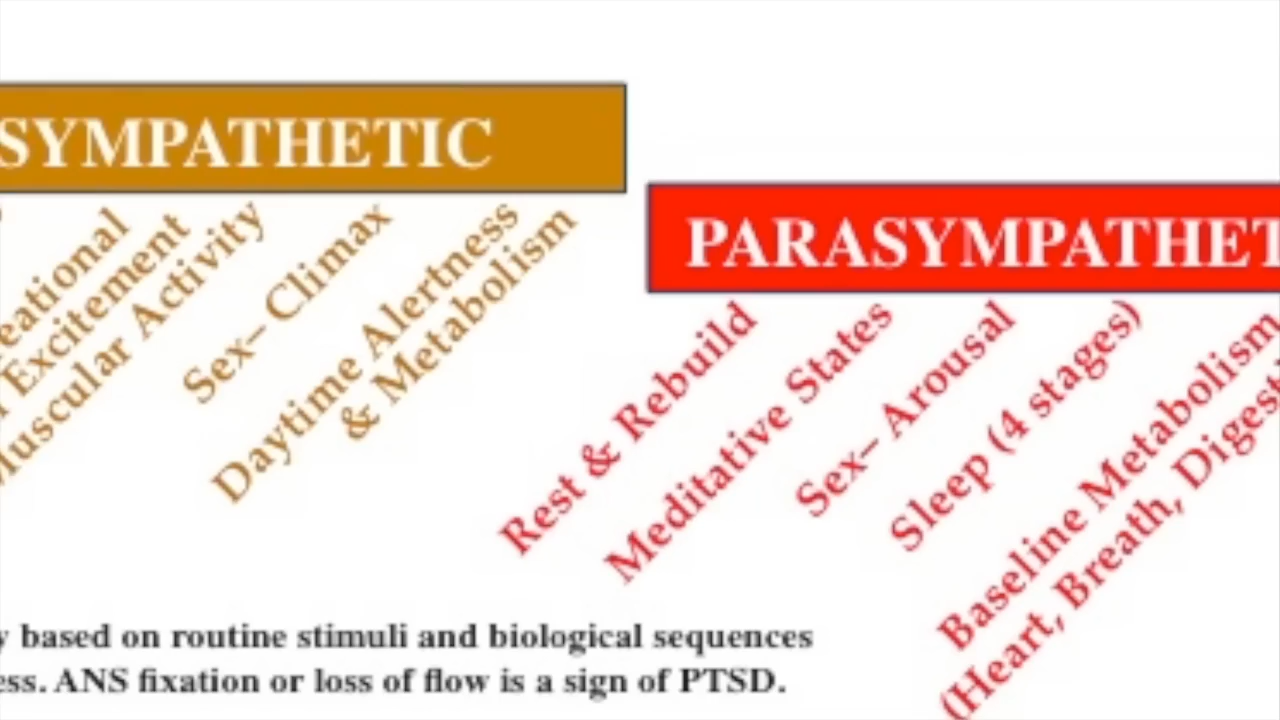 SYMPATHETIC
Excitement
Muscular Activity
Sex– Climax
Daytime Alertness
& Metabolism
PARASYMPATHET
Rest & Rebuild
Meditative States
Sex– Arousal
Sleep (4 stages)
Baseline Metabolism
(Heart, Breath, Digest
y based on routine stimuli and biological sequences
ess. ANS fixation or loss of flow is a sign of PTSD.